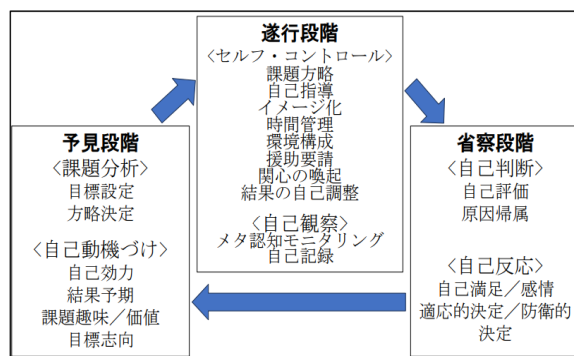 遂行段階
〈セルフ・コントロール〉
課題方略
自己指導
イメージ化
時間管理
環境構成
援助要請
関心の喚起
結果の自己調整
〈自己観察〉
メタ認知モニタリング
自己記録
予見段階
〈課題分析〉
目標設定
方略決定
〈自己動機づけ〉
自己効力
結果予期
課題趣味／価値
目標志向
省察段階
〈自己判断〉
自己評価
原因帰属
〈自己反応〉
自己満足／感情
適応的決定／防衛的
決定